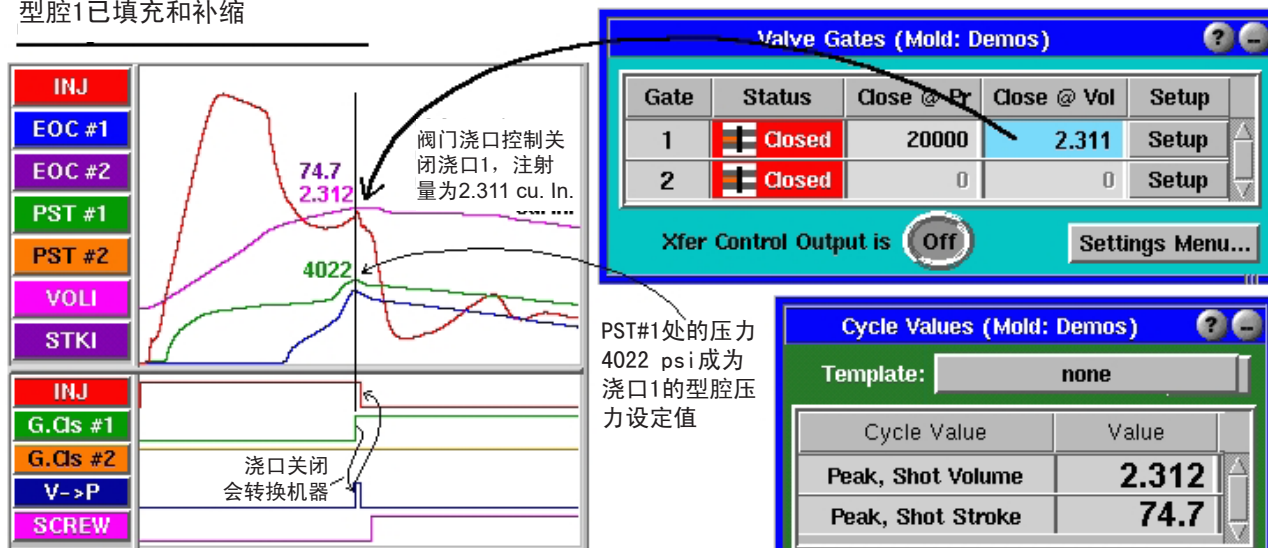 型腔1已填充和补缩
INJ
EOC #1
EOC #2
PST #1
PST #2
VOLI
STKI
74.7
2.312
4022
阀门浇口控制关
闭浇口1，注射
量为2.311 cu. In.
INJ
G.Cls #1
G.Cls #2
V->P
SCREW
浇口关闭
会转换机器
Valve Gates (Mold: Demos)
Gate Status Close @ Pr Close @ Vol Setup
1 Closed 20000 2.311 Setup
2 Closed 0 0 Setup
Xfer Control Output is Off Settings Menu...
PST#1处的压力
4022 psi成为
浇口1的型腔压
力设定值
Cycle Values (Mold: Demos)
Template: none
Cycle Value Value
Peak, Shot Volume 2.312
Peak, Shot Stroke 74.7